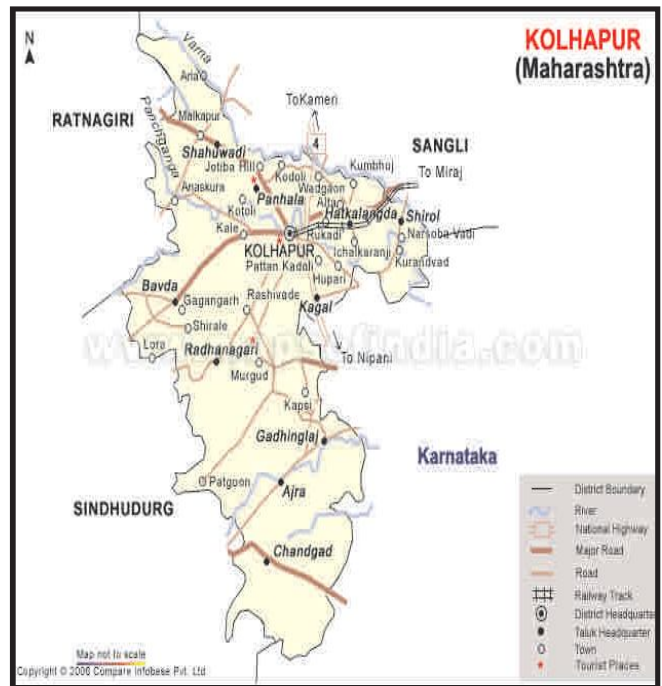 KOLHAPUR
(Maharashtra)
N
Varna
Aria
ToKameri
RATNAGIRI
Malkapur
Panchganga
4
SANGLI
Shahuwadi
Jotiba Hill
Kodoli
Kumbhoj
To Miraj
Wadgaon
Anaskura
Panhala
Alta
Kotoli
Hatkalangda
Shirol
Kale
Rukadi
Narsoba Vadi
KOLHAPUR
Ichalkaranji
Pattan Kadoli
Kurandvad
Hupari
Bavda
Gagangarh
Rashivade
Kagal
Shirale
Lora
Radhanagari
To Nipani
Murgud
Kapsi
Gadhinglaj
Karnataka
Patgoon
Ajra
SINDHUDURG
Chandgad
District Boundary
River
National Highway
Major Road
Road
Railway Track
District Headquarter
Taluk Headquarter
Town
Tourist Places
Map not to scale
Copyright © 2006 Compare Infobase Pvt. Ltd